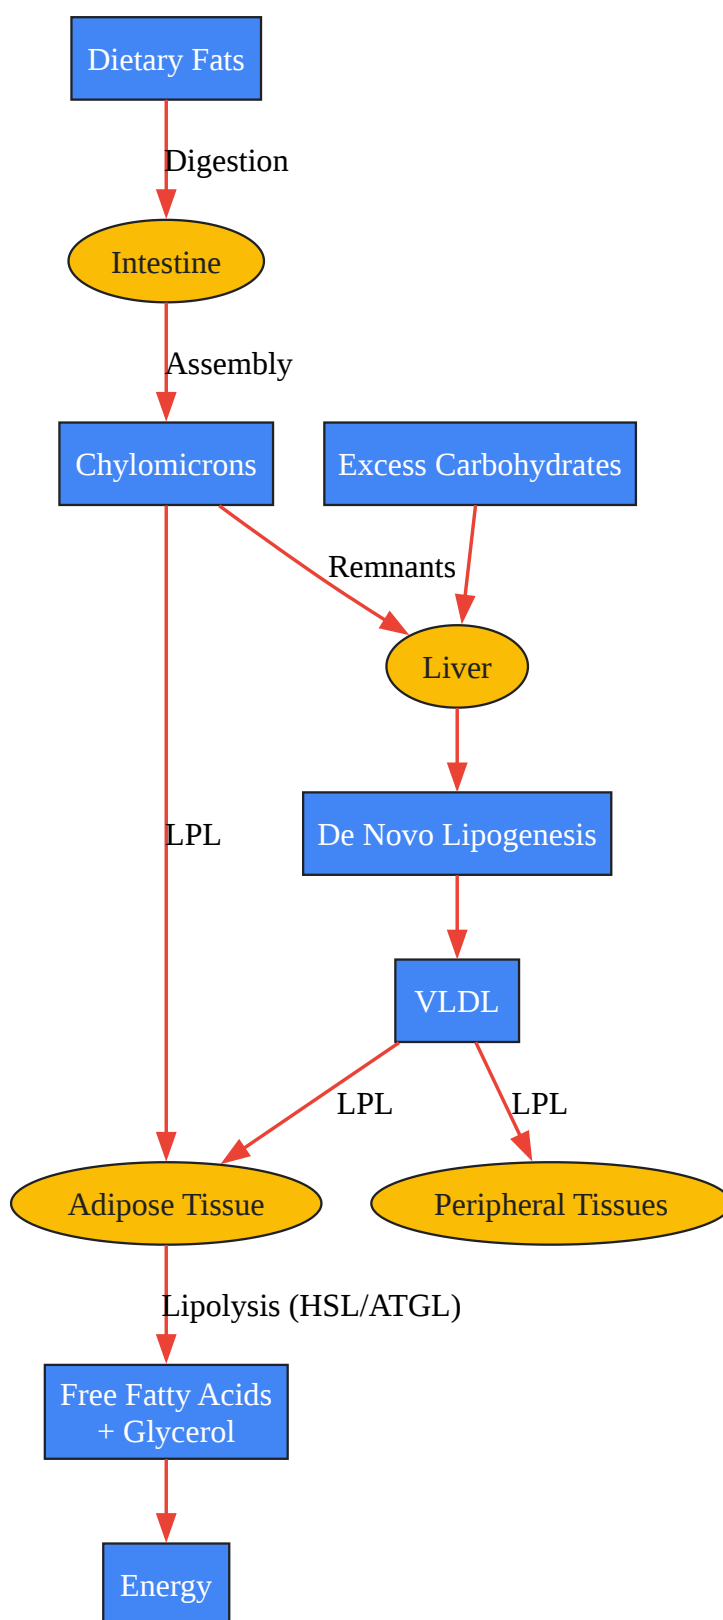 Dietary Fats
Digestion
Intestine
Assembly
Chylomicrons
Excess Carbohydrates
Remnants
Liver
LPL
De Novo Lipogenesis
VLDL
LPL
LPL
Adipose Tissue
Peripheral Tissues
Lipolysis (HSL/ATGL)
Free Fatty Acids
+ Glycerol
Energy